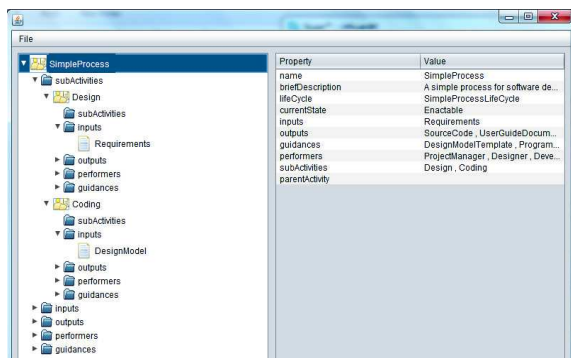 File
SimpleProcess
subActivities
Design
subActivities
inputs
Requirements
outputs
performers
guidances
Coding
subActivities
inputs
DesignModel
outputs
performers
guidances
inputs
outputs
performers
guidances
Property Value
name SimpleProcess
briefDescription A simple process for software de...
lifeCycle SimpleProcessLifeCycle
currentState Enactable
inputs Requirements
outputs SourceCode , UserGuideDocum...
guidances DesignModelTemplate , Program...
performers ProjectManager , Designer , Deve...
subActivities Design , Coding
parentActivity